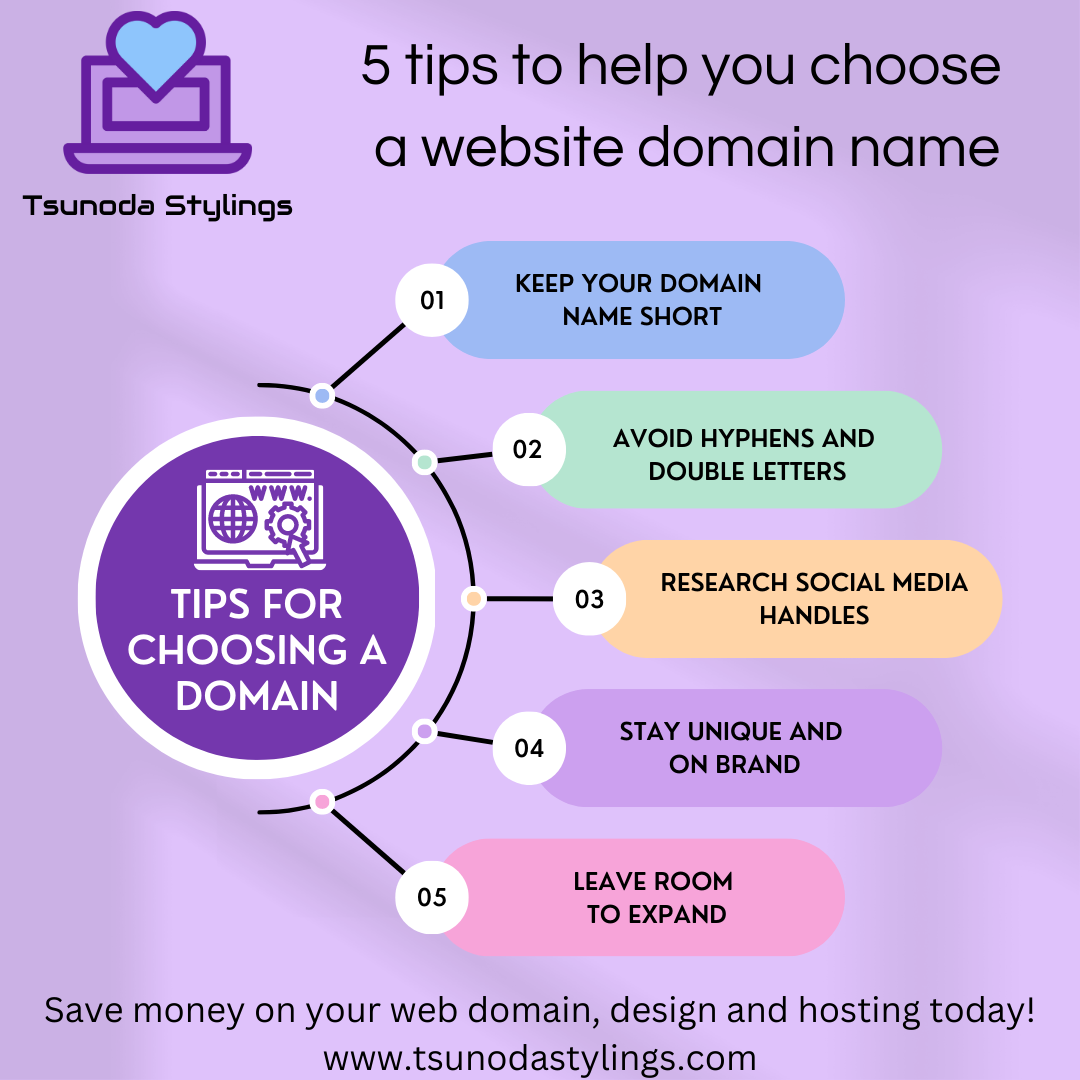 Tsunoda Stylings
5 tips to help you choose
a website domain name
01
KEEP YOUR DOMAIN
NAME SHORT
02
AVOID HYPHENS AND
DOUBLE LETTERS
WWW.
TIPS FOR
CHOOSING A
DOMAIN
03
RESEARCH SOCIAL MEDIA
HANDLES
04
STAY UNIQUE AND
ON BRAND
05
LEAVE ROOM
TO EXPAND
Save money on your web domain, design and hosting today!
www.tsunodastylings.com